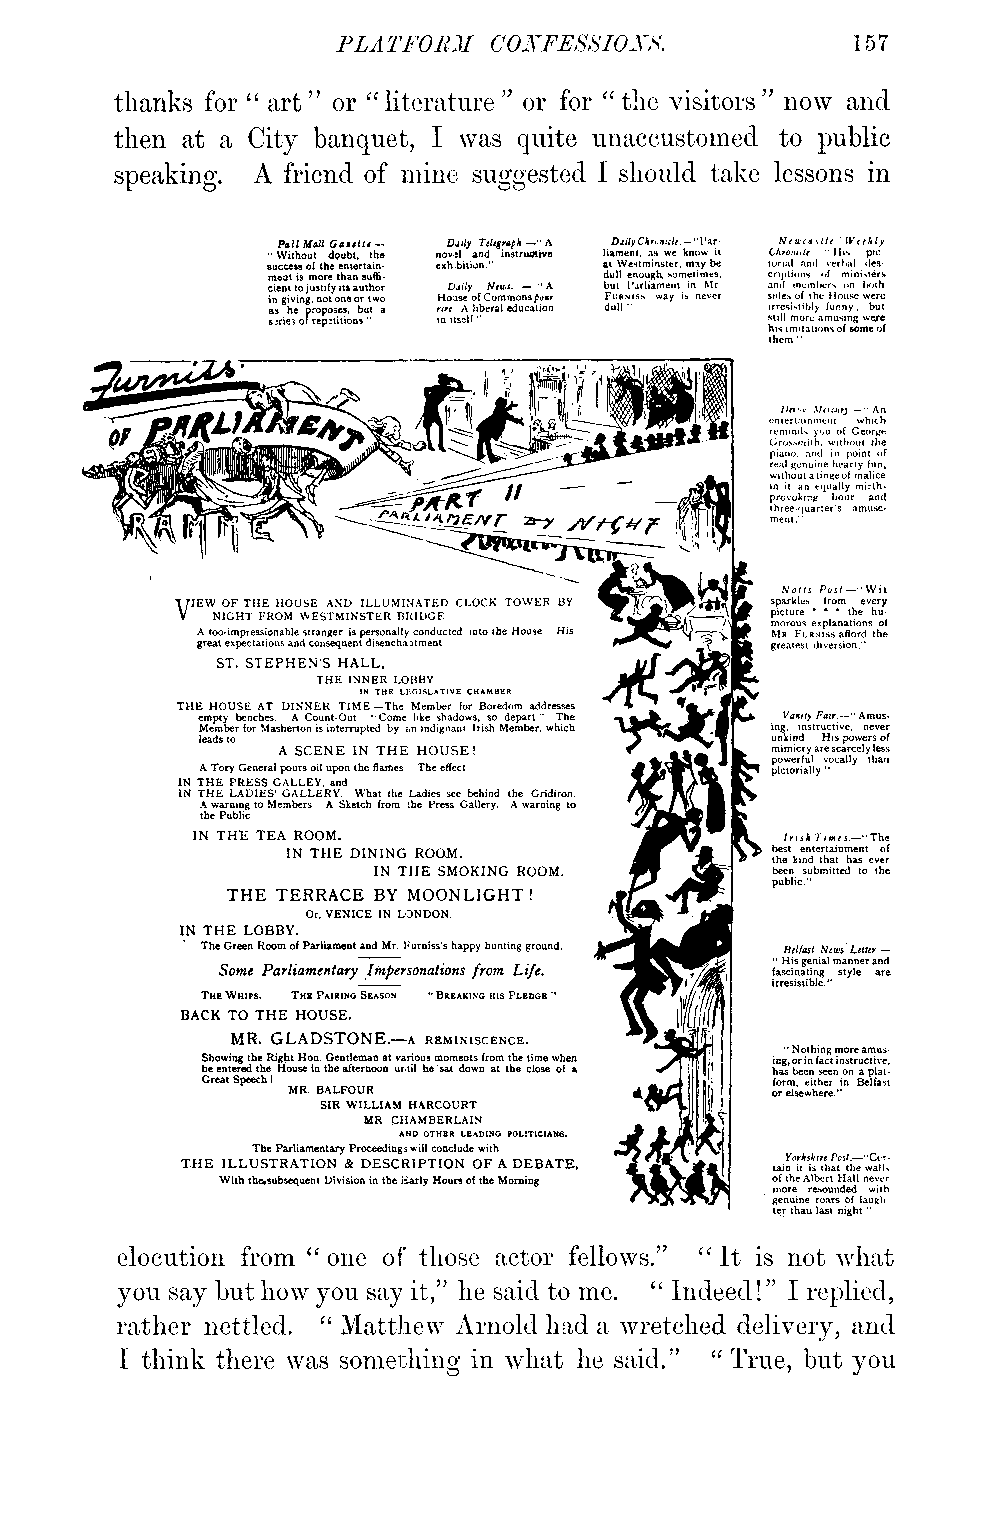 PLATFORM CONFESSIONS. 157
thanks for “ art ” or “ literature ” or for “ the visitors ” now and
then at a City banquet, I was quite unaccustomed to public
speaking. A friend of mine suggested I should take lessons in
Pall Mall Gazette —
“ Without doubt, the
success of the entertain-
ment is more than suffi-
cient to justify its author
in giving, not one or two
as he proposes, but a
series of repetitions ”
Daily Telegraph —“ A
novel and instructive
exhibition.”
Daily News. — “ A
House of Commons pour
rire A liberal education
in itself ”
Daily Chronicle.—“Par-
liament, as we know it
at Westminster, may be
dull enough, sometimes,
but Parliament in Mr
FURNISS way is never
dull ”
Newcastle Weekly
Chronicle “ His pic-
torial and verbal des-
criptions of ministers
and members on both
sides of the House were
irresistibly funny, but
still more amusing were
his imitations of some of
them ”
Furniss'
OF PARLIAMENT
PART II
PARLIAMENT BY NIGHT
Mercury —“ An
entertainment which
reminds you of George
Grossmith, without the
piano, and in point of
real genuine hearty fun,
without a tinge of malice
in it an equally mirth-
provoking hour and
three-quarter's amuse-
ment.”
VIEW OF THE HOUSE AND ILLUMINATED CLOCK TOWER BY
NIGHT FROM WESTMINSTER BRIDGE
A too-impressionable stranger is personally conducted into the House His
great expectations and consequent disenchantment
ST. STEPHEN'S HALL,
THE INNER LOBBY
IN THE LEGISLATIVE CHAMBER
THE HOUSE AT DINNER TIME—The Member for Boredom addresses
empty benches. A Count-Out “Come like shadows, so depart ” The
Member for Masherton is interrupted by an indignant Irish Member, which
leads to
A SCENE IN THE HOUSE!
A Tory General pours oil upon the flames The effect
IN THE PRESS GALLEY, and
IN THE LADIES' GALLERY. What the Ladies see behind the Gridiron.
A warning to Members A Sketch from the Press Gallery. A warning to
the Public
IN THE TEA ROOM.
IN THE DINING ROOM.
IN THE SMOKING ROOM.
THE TERRACE BY MOONLIGHT!
Or, VENICE IN LONDON.
IN THE LOBBY.
The Green Room of Parliament and Mr. Furniss's happy hunting ground.
Some Parliamentary Impersonations from Life.
THE WHIPS. THE PAIRING SEASON “BREAKING HIS PLEDGE ”
BACK TO THE HOUSE.
MR. GLADSTONE.—A REMINISCENCE.
Showing the Right Hon. Gentleman at various moments from the time when
he entered the House in the afternoon until he sat down at the close of a
Great Speech!
MR. BALFOUR
SIR WILLIAM HARCOURT
MR CHAMBERLAIN
AND OTHER LEADING POLITICIANS.
The Parliamentary Proceedings will conclude with
THE ILLUSTRATION & DESCRIPTION OF A DEBATE,
With the subsequent Division in the Early Hours of the Morning
Notts Post—“Wit
sparkles from every
picture * * * the hu-
morous explanations of
MR FURNISS afford the
greatest diversion.”
Vanity Fair.—“Amus-
ing, instructive, never
unkind His powers of
mimicry are scarcely less
powerful vocally than
pictorially ”
Irish Times.—“The
best entertainment of
the kind that has ever
been submitted to the
public.”
Belfast News Letter —
“ His genial manner and
fascinating style are
irresistible.”
“ Nothing more amus-
ing, or in fact instructive,
has been seen on a plat-
form, either in Belfast
or elsewhere.”
Yorkshire Post.—“Cer-
tain it is that the walls
of the Albert Hall never
more resounded with
genuine roars of laugh-
ter than last night ”
elocution from “ one of those actor fellows.” “ It is not what
you say but how you say it,” he said to me. “ Indeed!” I replied,
rather nettled. “ Matthew Arnold had a wretched delivery, and
I think there was something in what he said.” “ True, but you